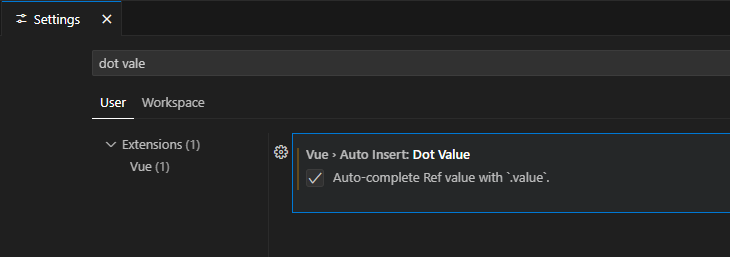 Settings
dot vale
User Workspace
Extensions (1)
Vue (1)
Vue › Auto Insert: Dot Value
Auto-complete Ref value with `.value`.